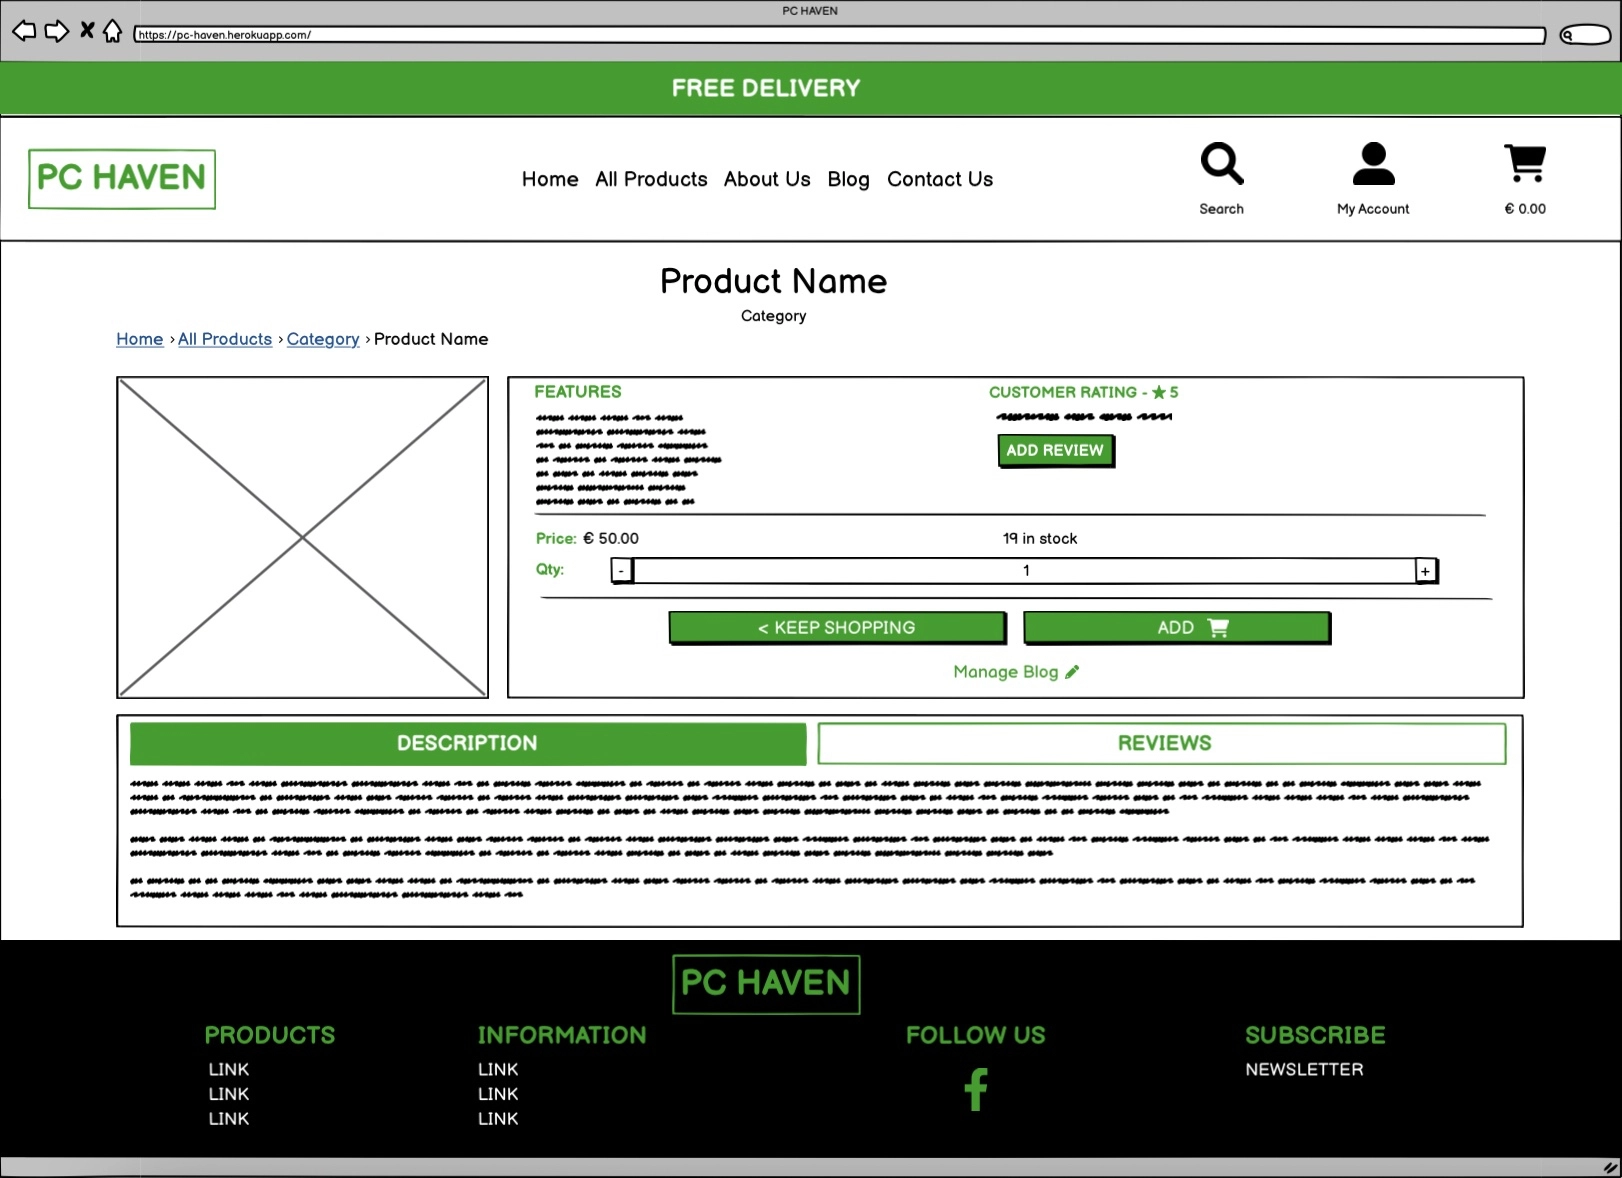 PC HAVEN
https://pc-haven.herokuapp.com/
FREE DELIVERY
PC HAVEN
Home All Products About Us Blog Contact Us
Search My Account € 0.00
Product Name
Category
Home › All Products › Category › Product Name
FEATURES
CUSTOMER RATING - ★ 5
ADD REVIEW
Price: € 50.00
19 in stock
Qty: - 1 +
< KEEP SHOPPING
ADD
Manage Blog
DESCRIPTION
REVIEWS
PC HAVEN
PRODUCTS
LINK
LINK
LINK
INFORMATION
LINK
LINK
LINK
FOLLOW US
SUBSCRIBE
NEWSLETTER